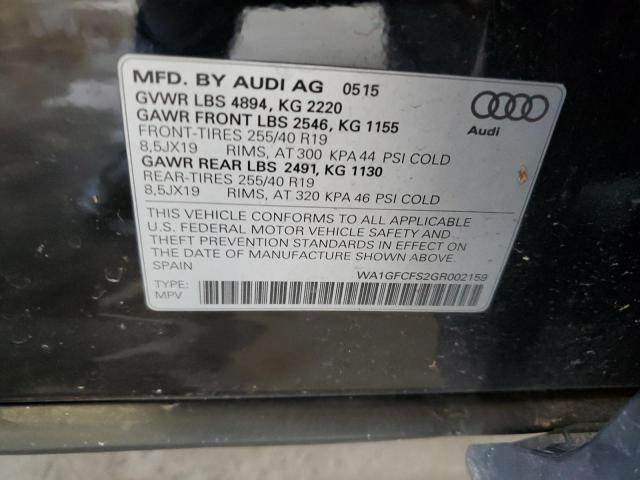 MFD. BY AUDI AG 0515
GVWR LBS 4894, KG 2220
GAWR FRONT LBS 2546, KG 1155
FRONT-TIRES 255/40 R19
8,5JX19 RIMS, AT 300 KPA 44 PSI COLD
GAWR REAR LBS 2491, KG 1130
REAR-TIRES 255/40 R19
8,5JX19 RIMS, AT 320 KPA 46 PSI COLD
Audi
THIS VEHICLE CONFORMS TO ALL APPLICABLE
U.S. FEDERAL MOTOR VEHICLE SAFETY AND
THEFT PREVENTION STANDARDS IN EFFECT ON
THE DATE OF MANUFACTURE SHOWN ABOVE.
SPAIN
WA1GFCFS2GR002159
TYPE:
MPV